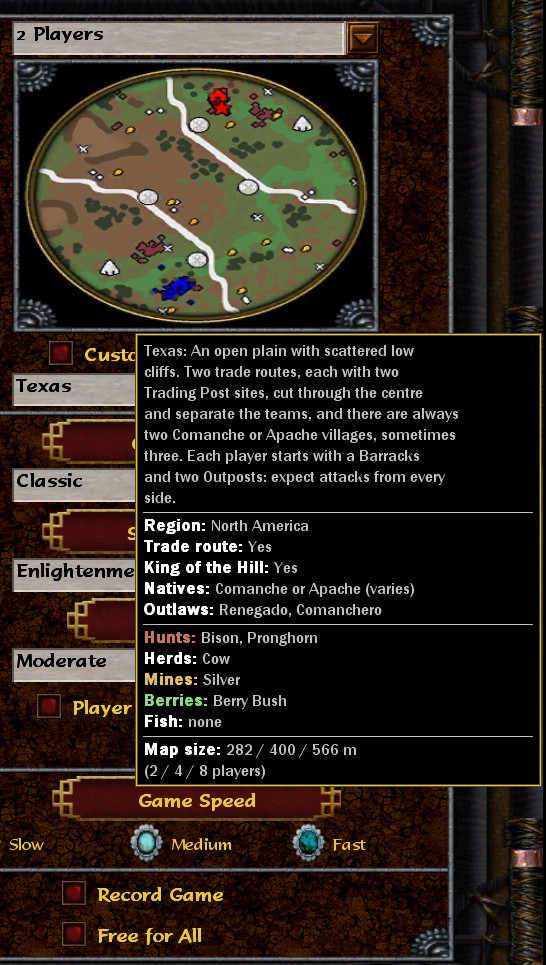 2 Players
Custo
Texas
Texas: An open plain with scattered low
cliffs. Two trade routes, each with two
Trading Post sites, cut through the centre
and separate the teams, and there are always
two Comanche or Apache villages, sometimes
three. Each player starts with a Barracks
and two Outposts: expect attacks from every
side.
Region: North America
Trade route: Yes
King of the Hill: Yes
Natives: Comanche or Apache (varies)
Outlaws: Renegado, Comanchero
Hunts: Bison, Pronghorn
Herds: Cow
Mines: Silver
Berries: Berry Bush
Fish: none
Map size: 282 / 400 / 566 m
(2 / 4 / 8 players)
Classic
Enlightenme
Moderate
Player
Game Speed
Slow Medium Fast
Record Game
Free for All